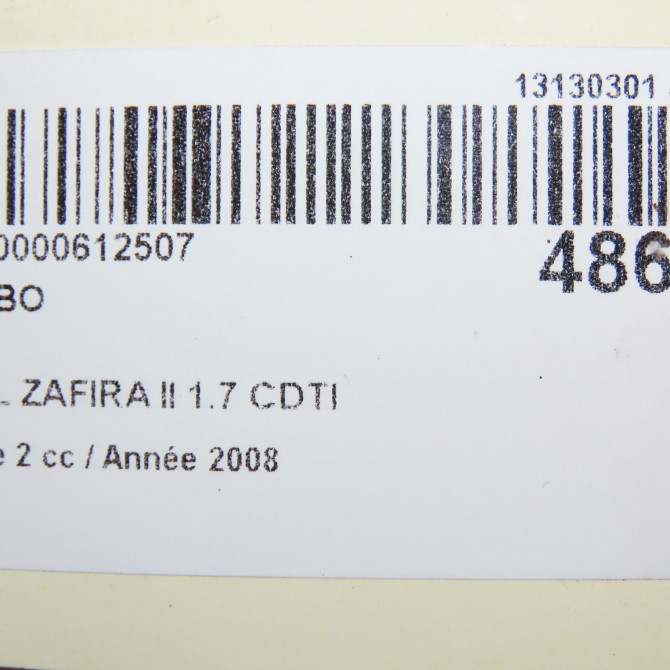 13130301
0000612507
486
BO
L ZAFIRA II 1.7 CDTI
e 2 cc / Année 2008